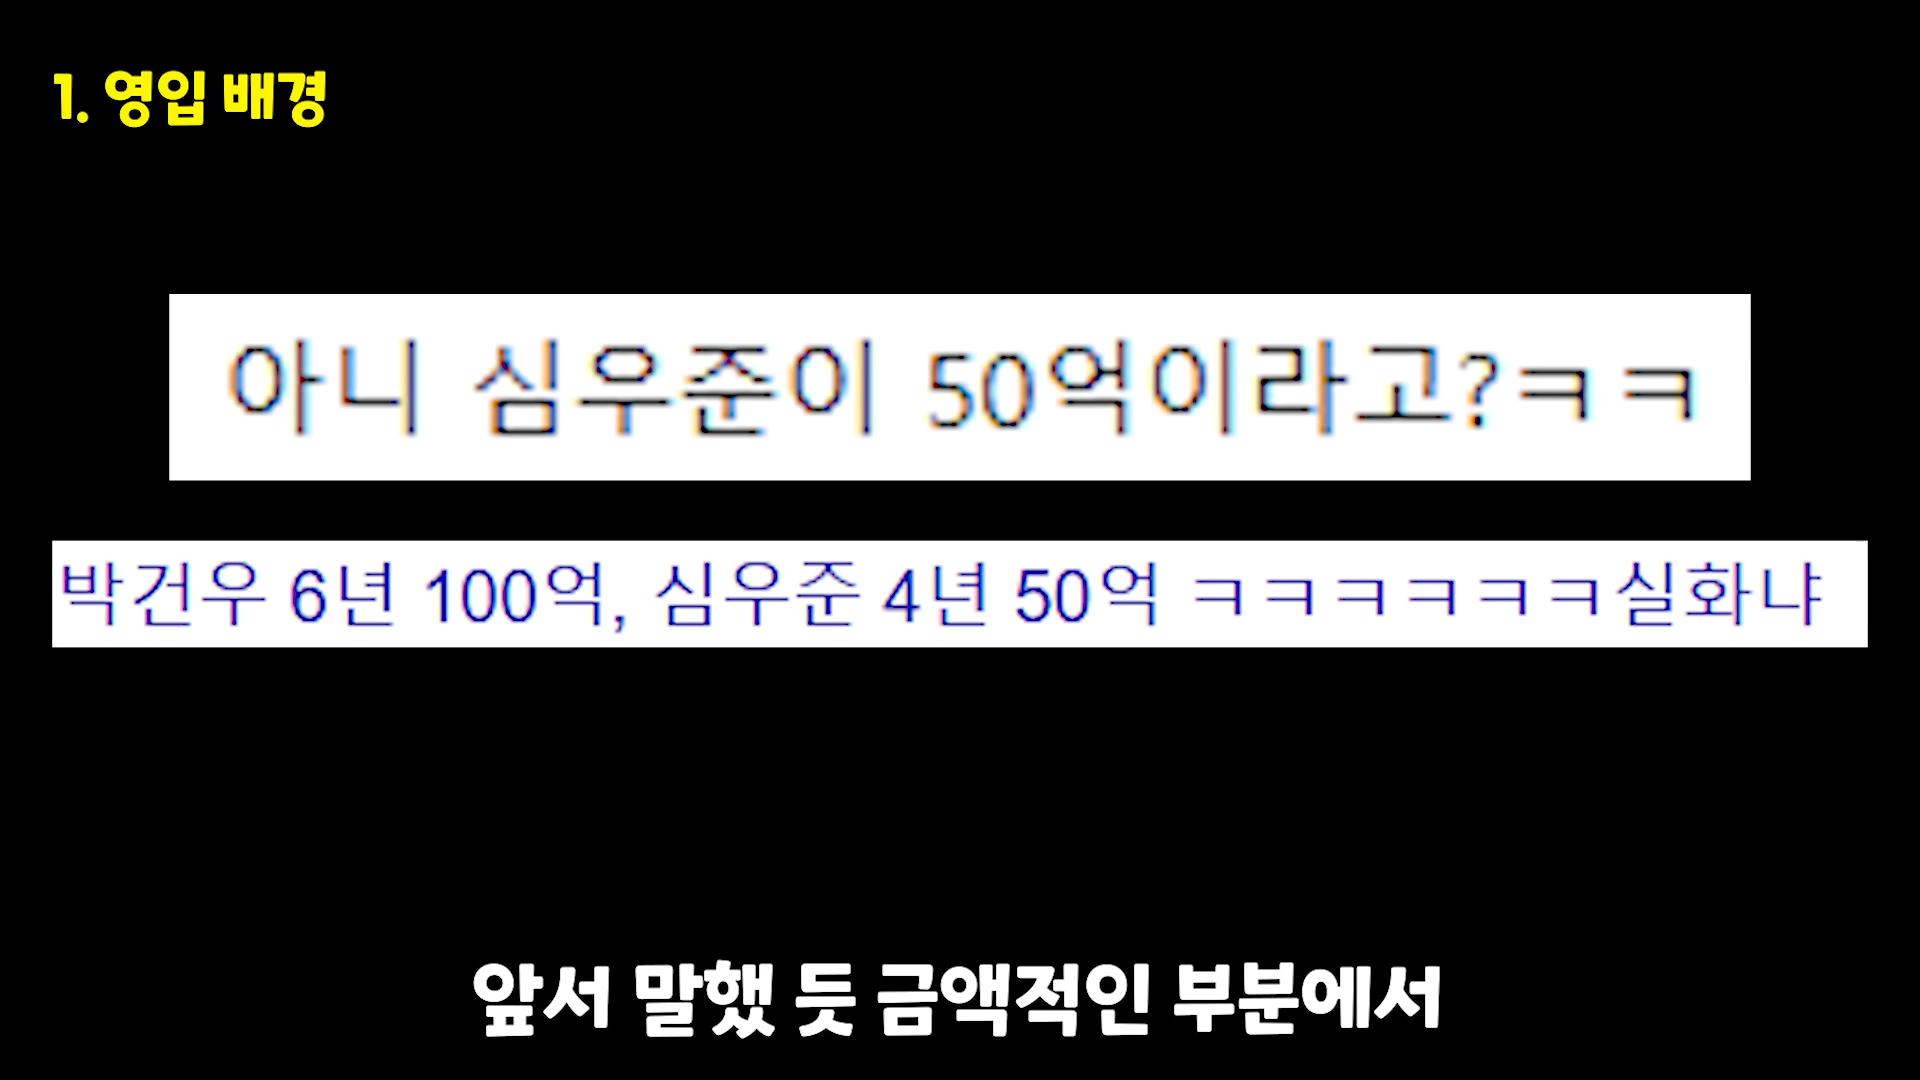 1. 영입 배경
아니 심우준이 50억이라고?ㅋㅋ
박건우 6년 100억, 심우준 4년 50억 ㅋㅋㅋㅋㅋㅋ실화냐
앞서 말했 듯 금액적인 부분에서